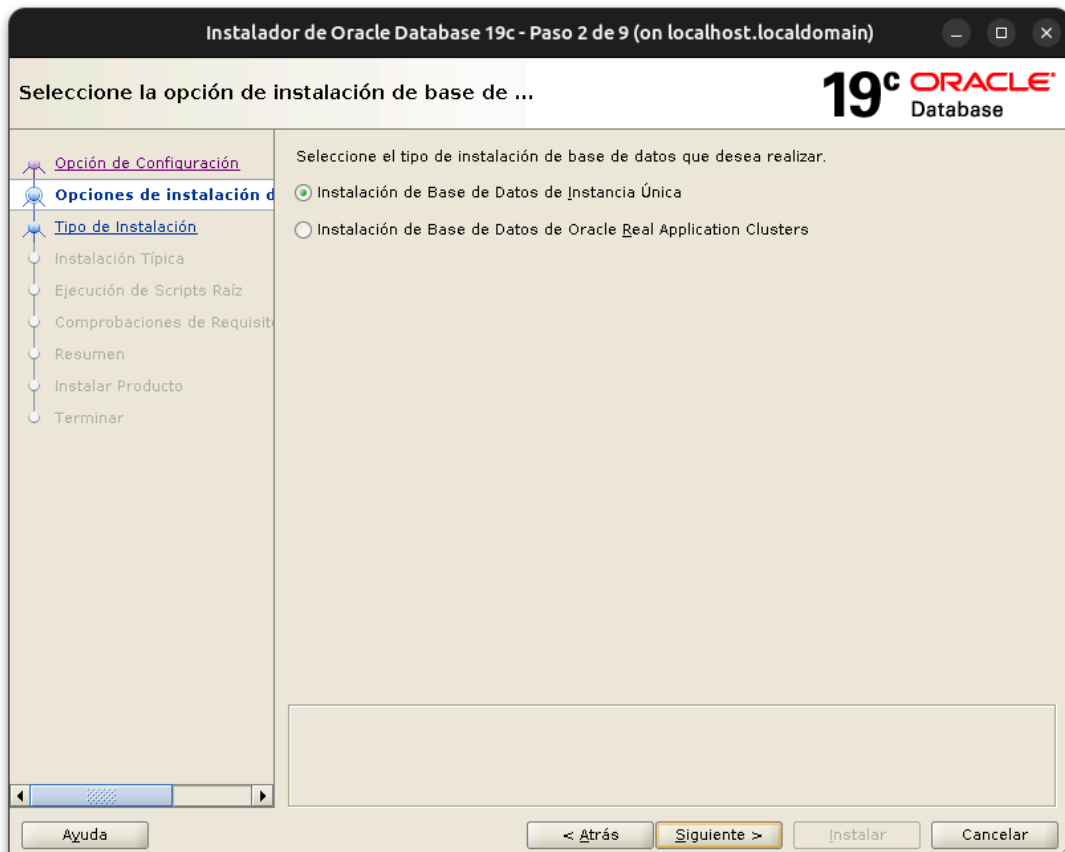 Instalador de Oracle Database 19c - Paso 2 de 9 (on localhost.localdomain)
Seleccione la opción de instalación de base de ...
19c ORACLE
Database
Opción de Configuración
Opciones de instalación d
Tipo de Instalación
Instalación Típica
Ejecución de Scripts Raíz
Comprobaciones de Requisit
Resumen
Instalar Producto
Terminar
Seleccione el tipo de instalación de base de datos que desea realizar.
Instalación de Base de Datos de Instancia Única
Instalación de Base de Datos de Oracle Real Application Clusters
Ayuda
< Atrás
Siguiente >
Instalar
Cancelar